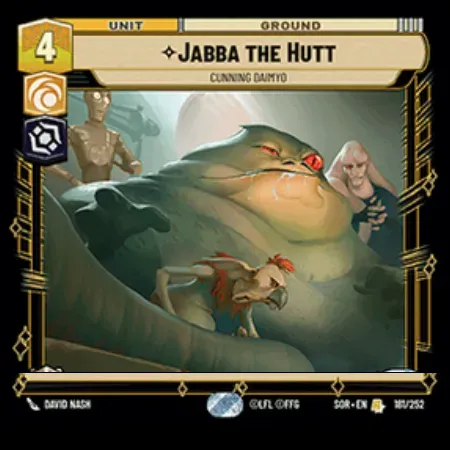 UNIT GROUND
4
JABBA THE HUTT
CUNNING DAIMYO
DAVID NASH ©LFL ©FFG SOR • EN 181/252